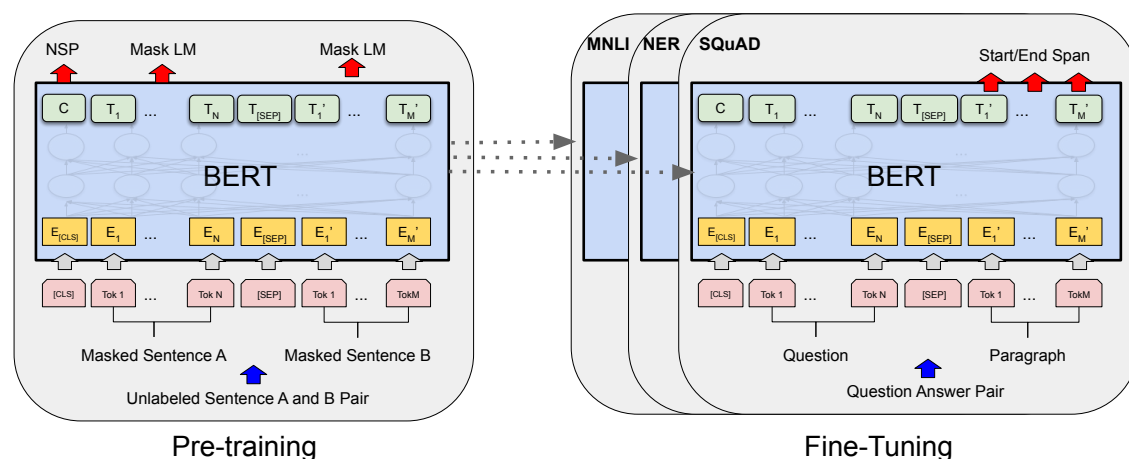 NSP Mask LM Mask LM
C T1 ... TN T[SEP] T1' ... TM'
...
...
BERT
E[CLS] E1 ... EN E[SEP] E1' ... EM'
[CLS] Tok 1 ... Tok N [SEP] Tok 1 ... TokM
Masked Sentence A Masked Sentence B
Unlabeled Sentence A and B Pair
Pre-training
MNLI NER SQuAD
Start/End Span
C T1 ... TN T[SEP] T1' ... TM'
...
...
BERT
E[CLS] E1 ... EN E[SEP] E1' ... EM'
[CLS] Tok 1 ... Tok N [SEP] Tok 1 ... TokM
Question Paragraph
Question Answer Pair
Fine-Tuning